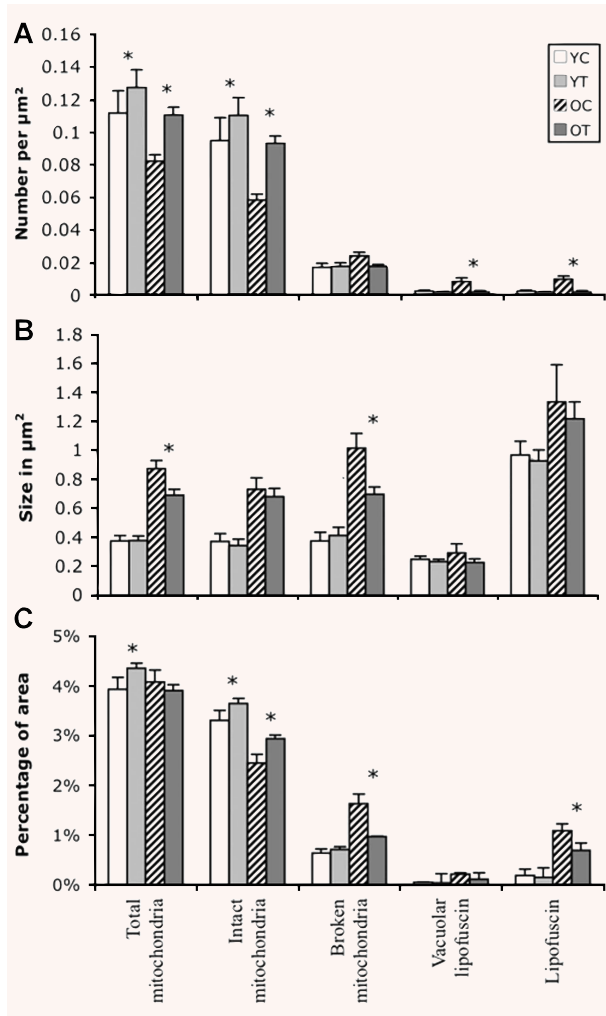 A
Number per µm²
0.16
0.14
0.12
0.1
0.08
0.06
0.04
0.02
0
* * * * * *
YC
YT
OC
OT
B
Size in µm²
1.8
1.6
1.4
1.2
1
0.8
0.6
0.4
0.2
0
* *
C
Percentage of area
5%
4%
3%
2%
1%
0%
* * * * *
Total
mitochondria
Intact
mitochondria
Broken
mitochondria
Vacuolar
lipofuscin
Lipofuscin